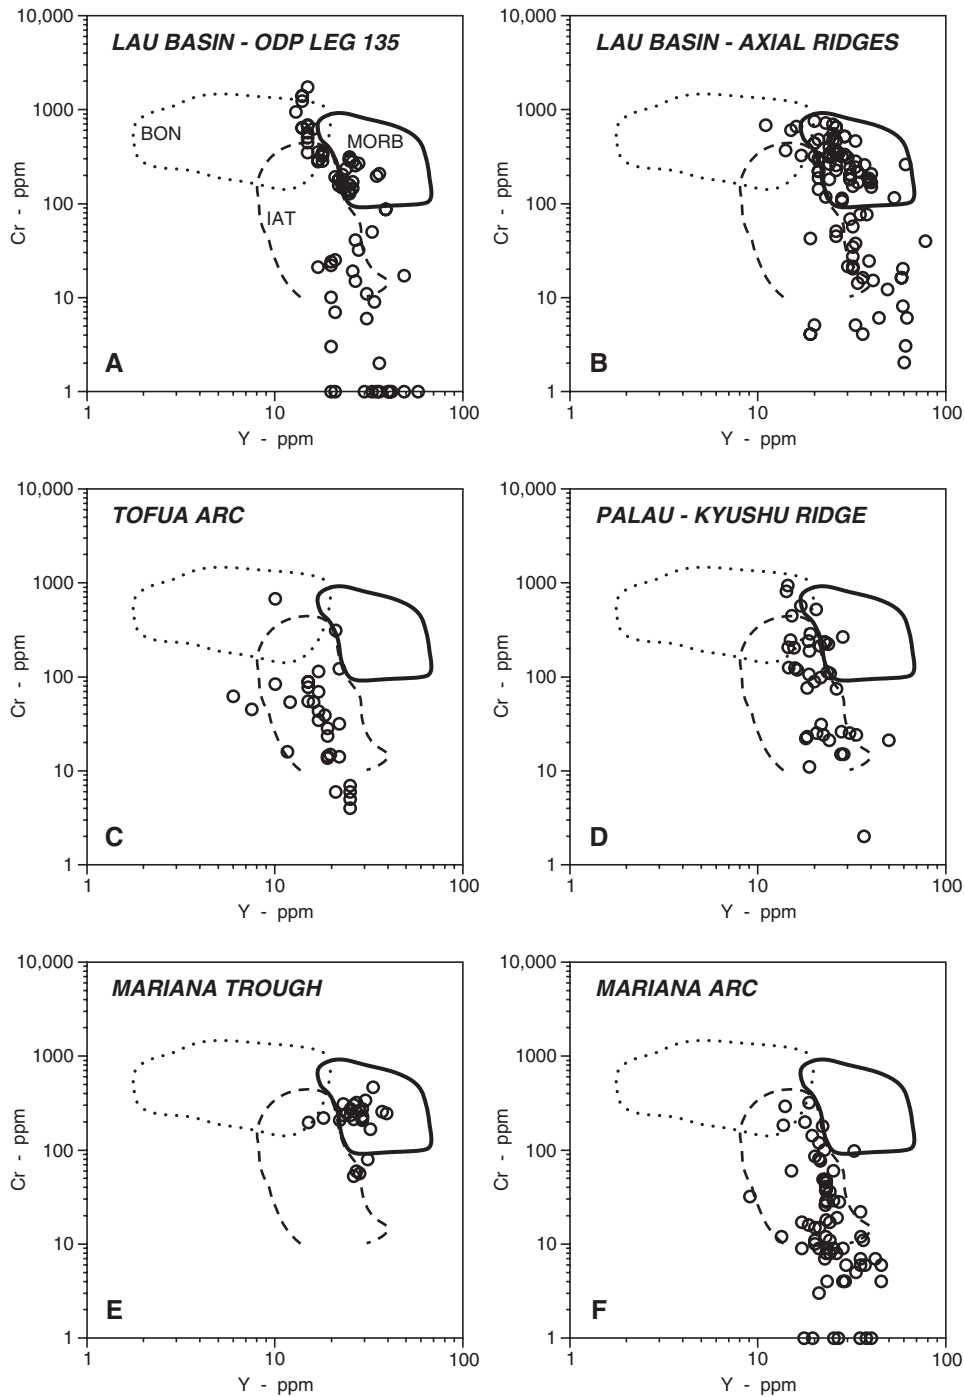 10,000
LAU BASIN - ODP LEG 135
1000
BON
MORB
Cr - ppm
100
IAT
10
A
1
1
10
100
Y - ppm
10,000
LAU BASIN - AXIAL RIDGES
1000
Cr - ppm
100
10
B
1
1
10
100
Y - ppm
10,000
TOFUA ARC
1000
Cr - ppm
100
10
C
1
1
10
100
Y - ppm
10,000
PALAU - KYUSHU RIDGE
1000
Cr - ppm
100
10
D
1
1
10
100
Y - ppm
10,000
MARIANA TROUGH
1000
Cr - ppm
100
10
E
1
1
10
100
Y - ppm
10,000
MARIANA ARC
1000
Cr - ppm
100
10
F
1
1
10
100
Y - ppm